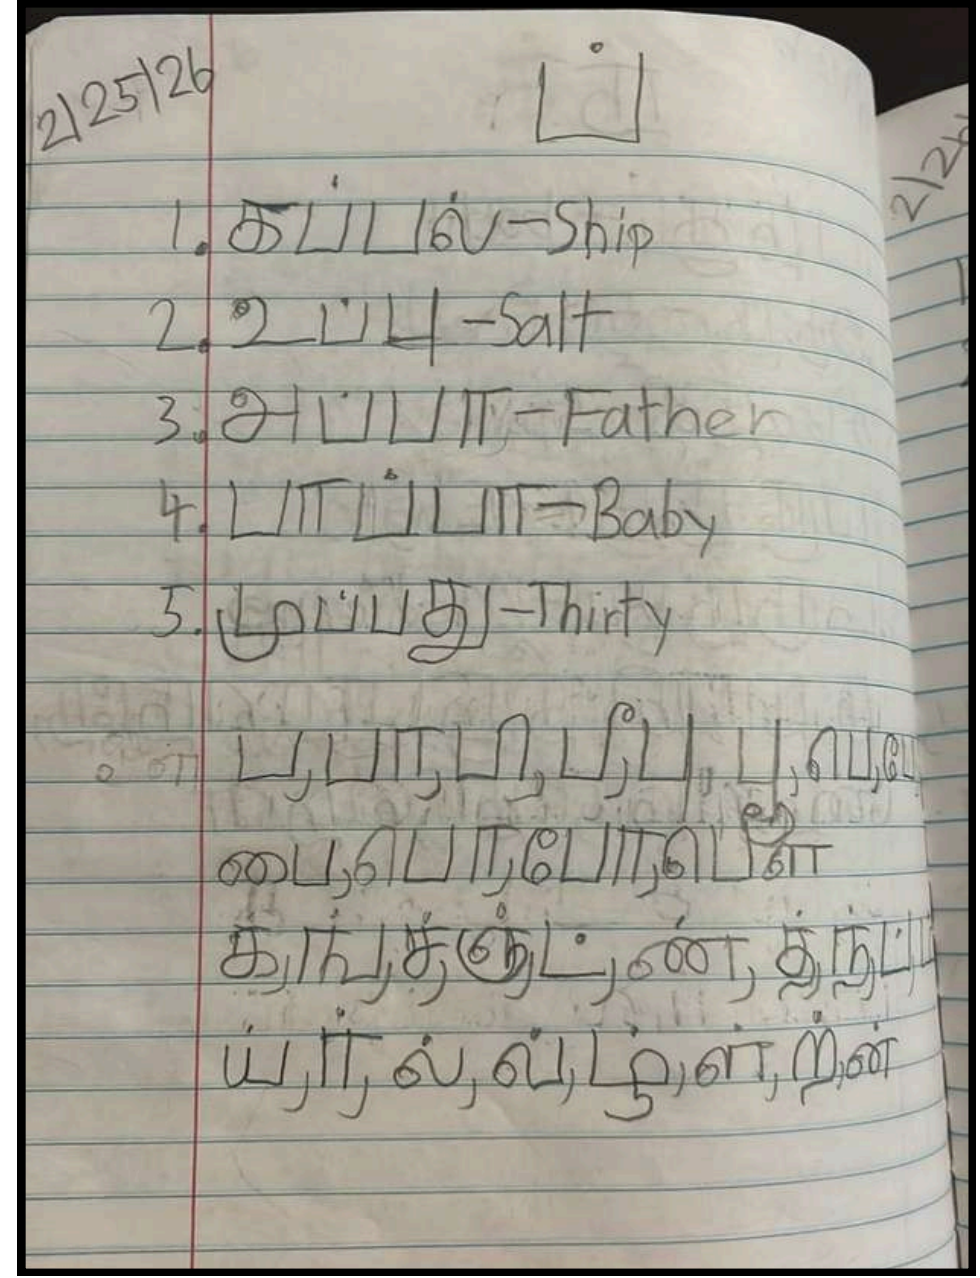 2/25/26
ப்
1. கப்பல் - Ship
2. உப்பு - Salt
3. அப்பா - Father
4. பாப்பா - Baby
5. முப்பது - Thirty
ப, பா, பி, பீ, பு, பூ, பெ, பே,
பை, பொ, போ, பௌ
க், ங், ச், ஞ், ட், ண், த், ந், ப்
ய், ர், ல், வ், ழ், ள், ற், ன்